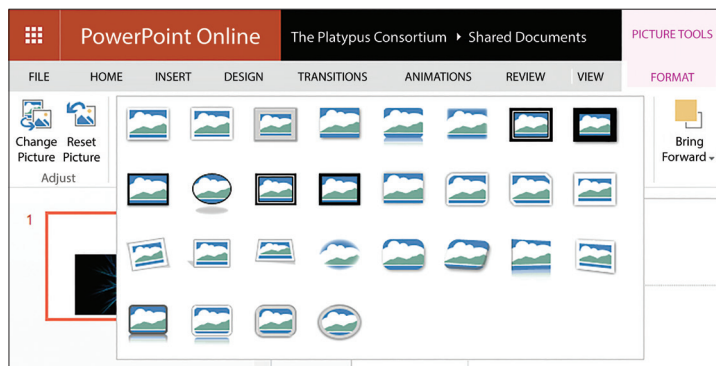 PowerPoint Online
The Platypus Consortium ▸ Shared Documents
PICTURE TOOLS
FILE HOME INSERT DESIGN TRANSITIONS ANIMATIONS REVIEW VIEW FORMAT
Change Picture
Reset Picture
Adjust
Bring Forward
1